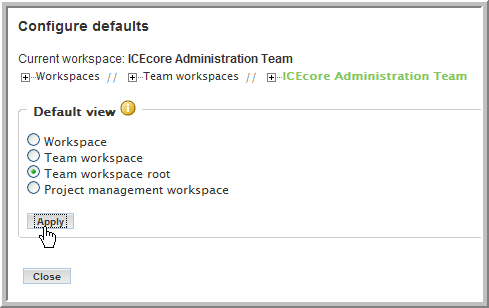 Configure defaults
Current workspace: ICEcore Administration Team
Workspaces // Team workspaces // ICEcore Administration Team
Default view
Workspace
Team workspace
Team workspace root
Project management workspace
Apply
Close